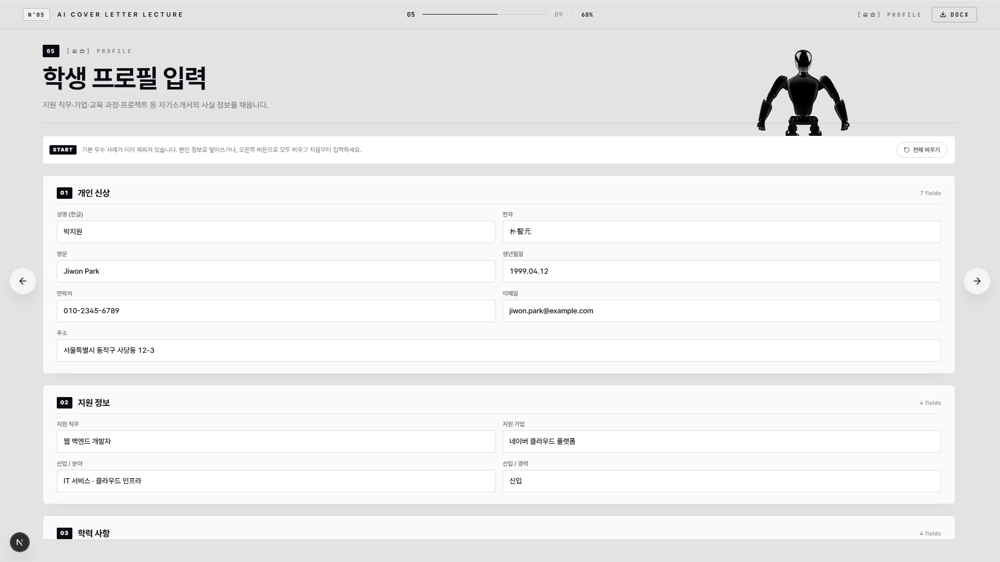 N°05 AI COVER LETTER LECTURE
05 09 · 60%
[실습] PROFILE
DOCX
05 [실습] PROFILE
학생 프로필 입력
지원 직무·기업·교육 과정·프로젝트 등 자기소개서의 사실 정보를 채웁니다.
START 기본 우수 사례가 미리 채워져 있습니다. 본인 정보로 덮어쓰거나, 오른쪽 버튼으로 모두 비우고 처음부터 입력하세요.
전체 비우기
01 개인 신상 7 fields
성명 (한글) 한자
박지원 朴智元
영문 생년월일
Jiwon Park 1999.04.12
연락처 이메일
010-2345-6789 jiwon.park@example.com
주소
서울특별시 동작구 사당동 12-3
02 지원 정보 4 fields
지원 직무 지원 기업
웹 백엔드 개발자 네이버 클라우드 플랫폼
산업 / 분야 신입 / 경력
IT 서비스 · 클라우드 인프라 신입
03 학력 사항 4 fields
N